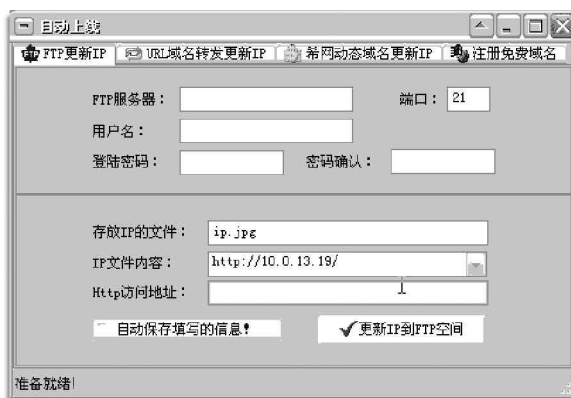 自动上线
FTP更新IP URL域名转发更新IP 希网动态域名更新IP 注册免费域名
FTP服务器： 端口： 21
用户名：
登陆密码： 密码确认：
存放IP的文件： ip.jpg
IP文件内容： http://10.0.13.19/
Http访问地址：
自动保存填写的信息! 更新IP到FTP空间
准备就绪!